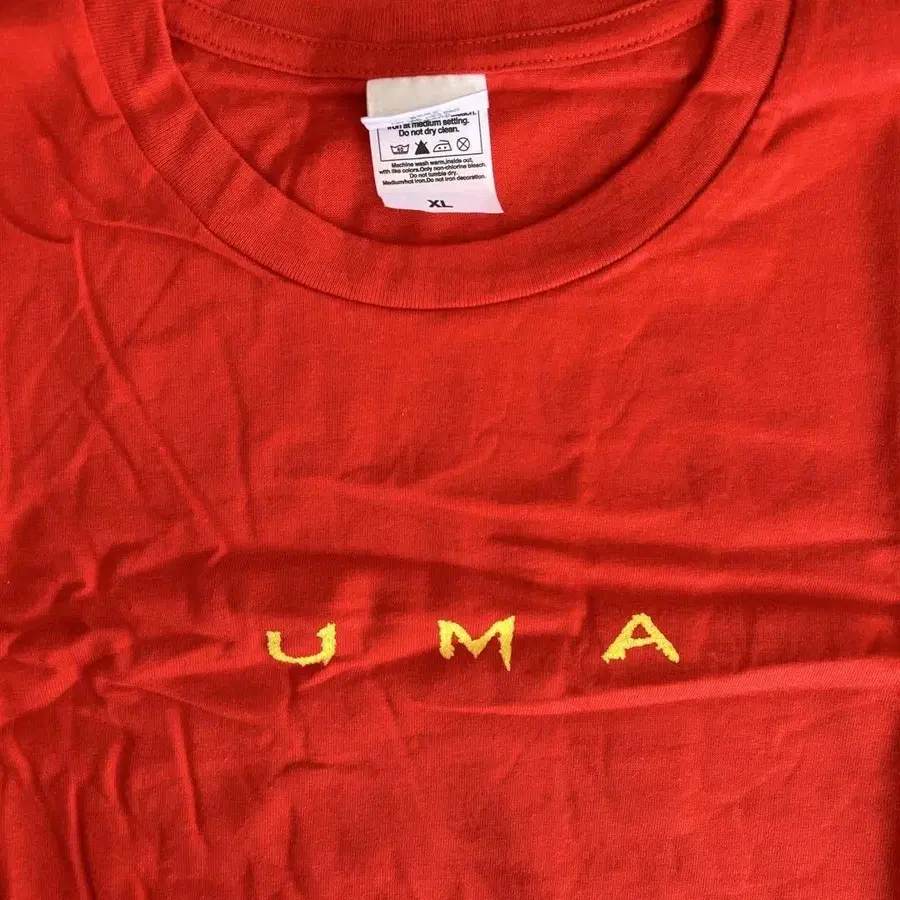 Iron at medium setting.
Do not dry clean.
Machine wash warm,inside out,
with like colors.Only non-chlorine bleach.
Do not tumble dry.
Medium/hot iron.Do not iron decoration.
XL
U M A